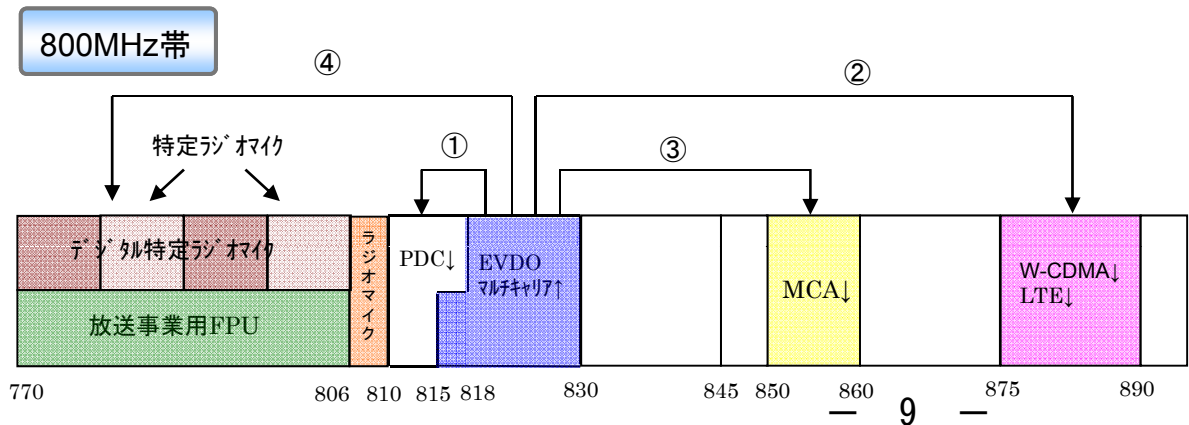 800MHz帯
④
②
特定ﾗｼﾞｵﾏｲｸ
①
③
ﾃﾞｼﾞﾀﾙ特定ﾗｼﾞｵﾏｲｸ
放送事業用FPU
ラジオマイク
PDC↓
EVDO
ﾏﾙﾁｷｬﾘｱ↑
MCA↓
W-CDMA↓
LTE↓
770 806 810 815 818 830 845 850 860 875 890
－ 9 －